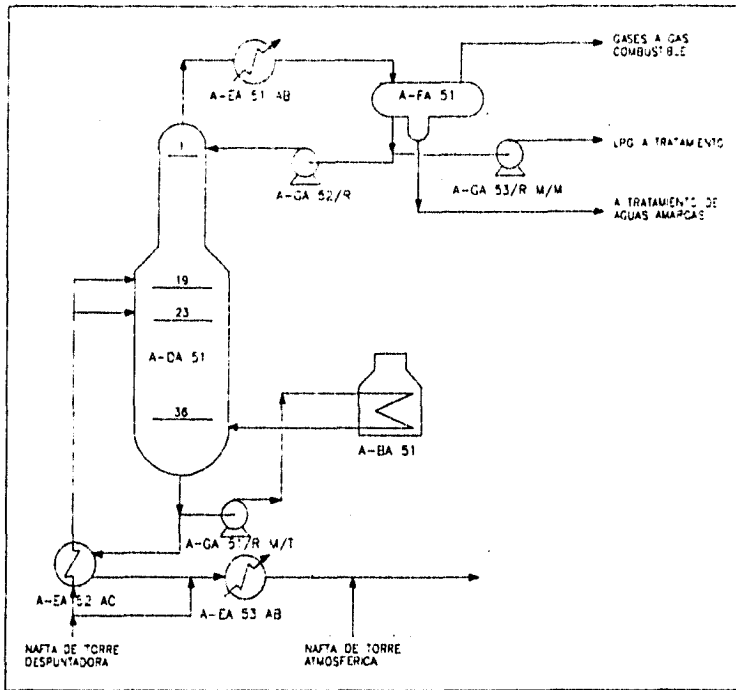 GASES A GAS
COMBUSTIBLE
A-EA 51 AB
A-FA 51
1
LPG A TRATAMIENTO
A-GA 52/R
A-GA 53/R M/M
A TRATAMIENTO DE
AGUAS AMARGAS
19
23
A-DA 51
36
A-BA 51
A-GA 51/R M/T
A-EA 52 AC
A-EA 53 AB
NAFTA DE TORRE
DESPUNTADORA
NAFTA DE TORRE
ATMOSFERICA